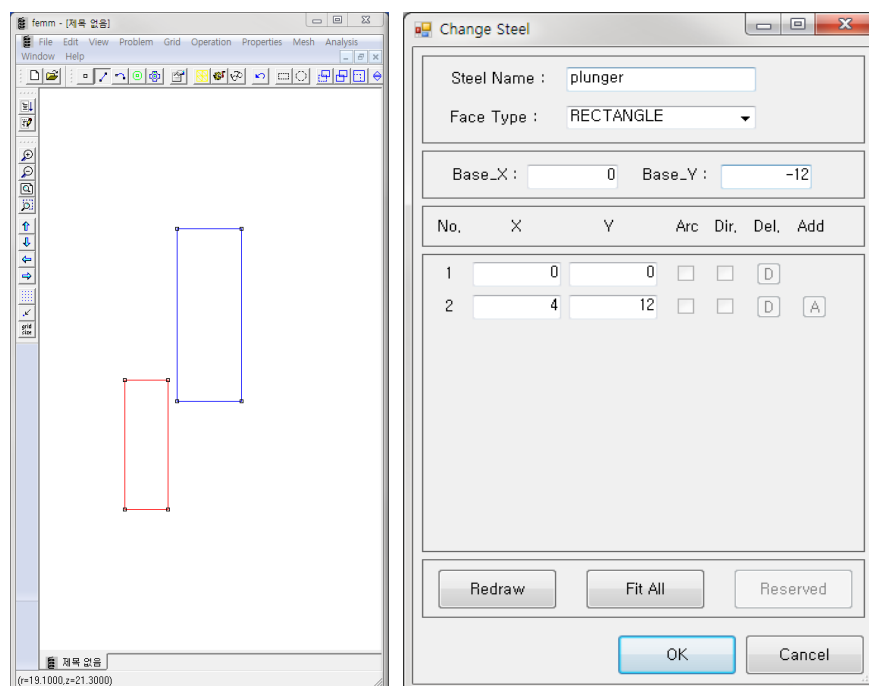 femm - [제목 없음]
File Edit View Problem Grid Operation Properties Mesh Analysis
Window Help
grid
size
제목 없음
(r=19.1000,z=21.3000)
Change Steel
Steel Name : plunger
Face Type : RECTANGLE
Base_X : 0 Base_Y : -12
No. X Y Arc Dir. Del. Add
1 0 0 D
2 4 12 D A
Redraw Fit All Reserved
OK Cancel